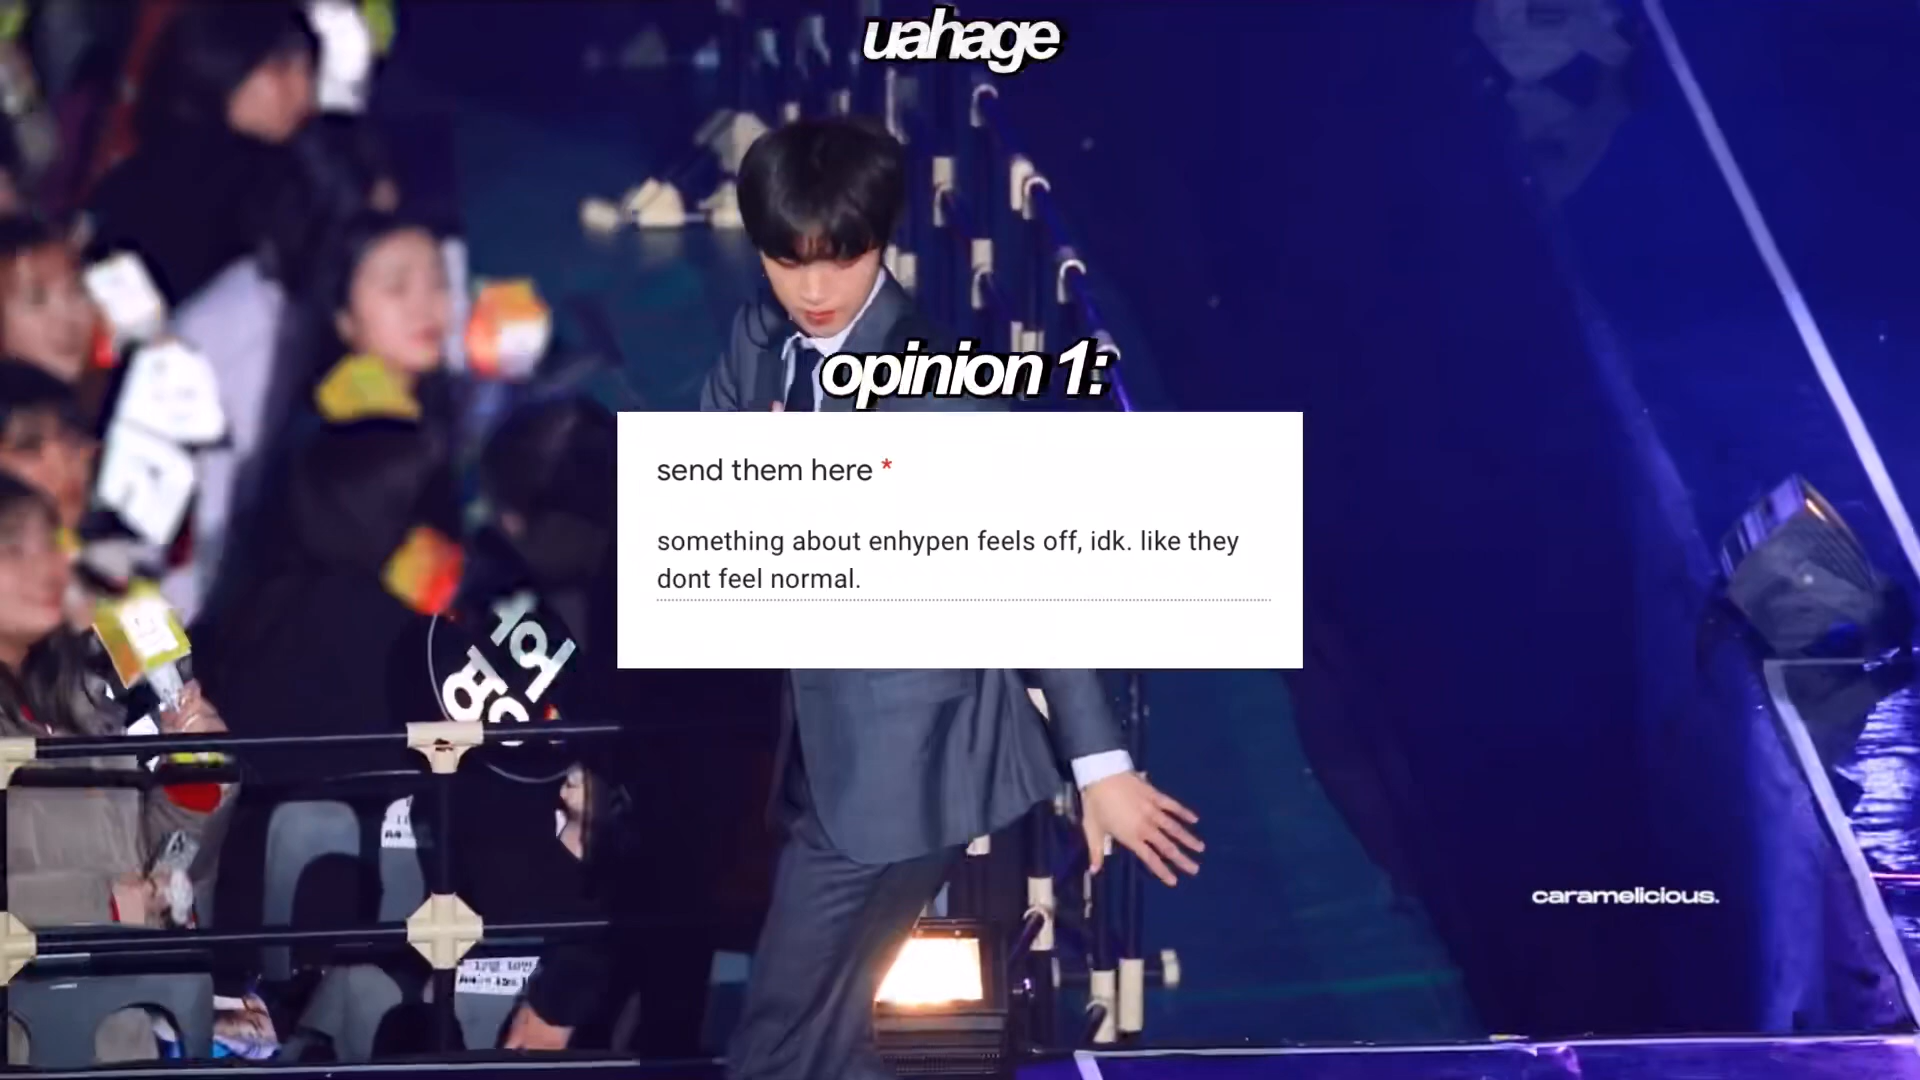 uahage
opinion 1:
send them here *
something about enhypen feels off, idk. like they
dont feel normal.
caramelicious.